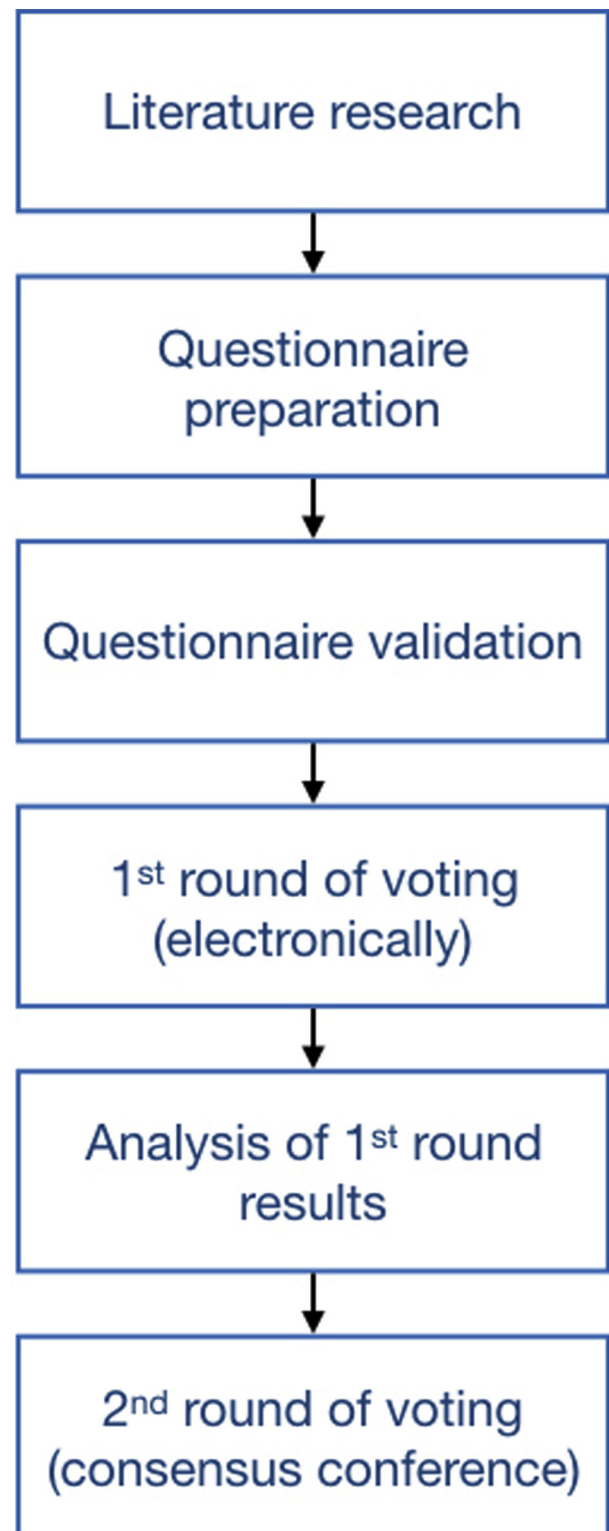 Literature research
Questionnaire
preparation
Questionnaire validation
1st round of voting
(electronically)
Analysis of 1st round
results
2nd round of voting
(consensus conference)